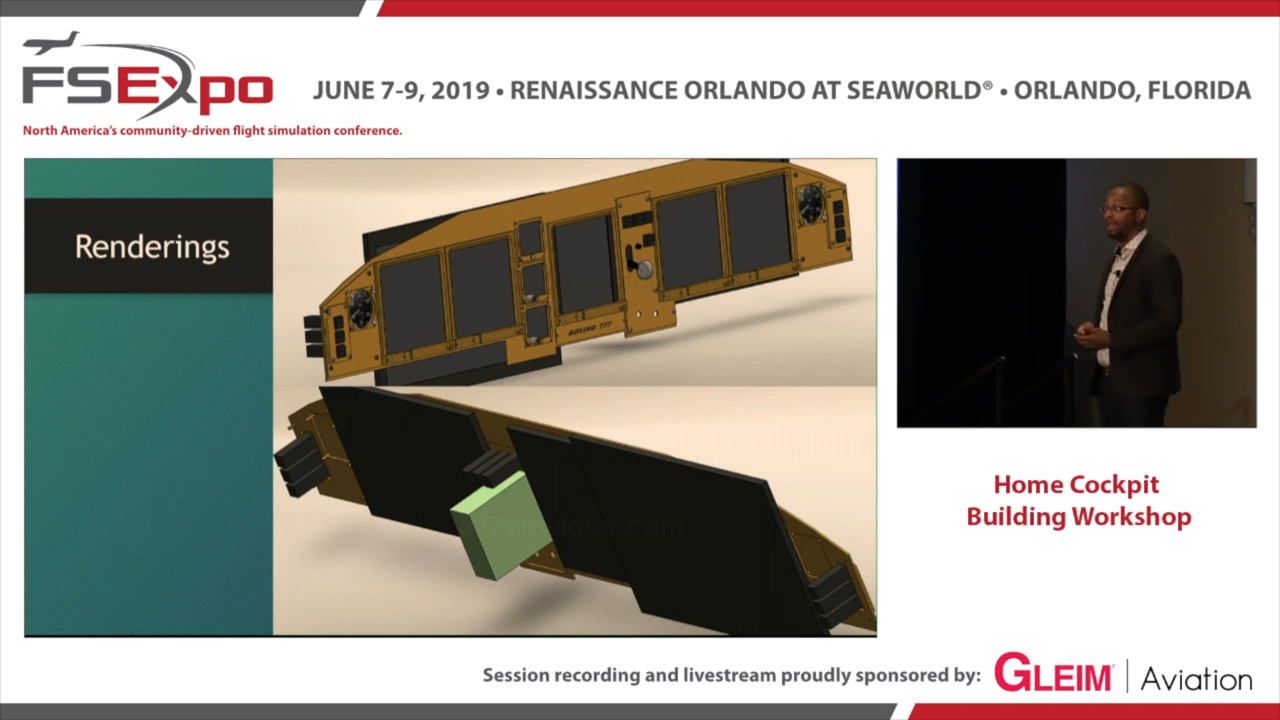 FSExpo
JUNE 7-9, 2019 • RENAISSANCE ORLANDO AT SEAWORLD® • ORLANDO, FLORIDA
North America's community-driven flight simulation conference.
Renderings
BOEING 777
Home Cockpit
Building Workshop
Session recording and livestream proudly sponsored by:
GLEIM® | Aviation